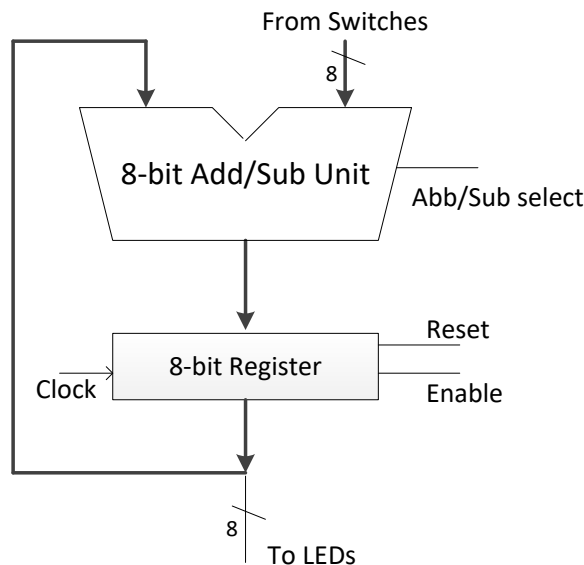 From Switches
8
8-bit Add/Sub Unit
Abb/Sub select
Reset
8-bit Register
Clock
Enable
8
To LEDs